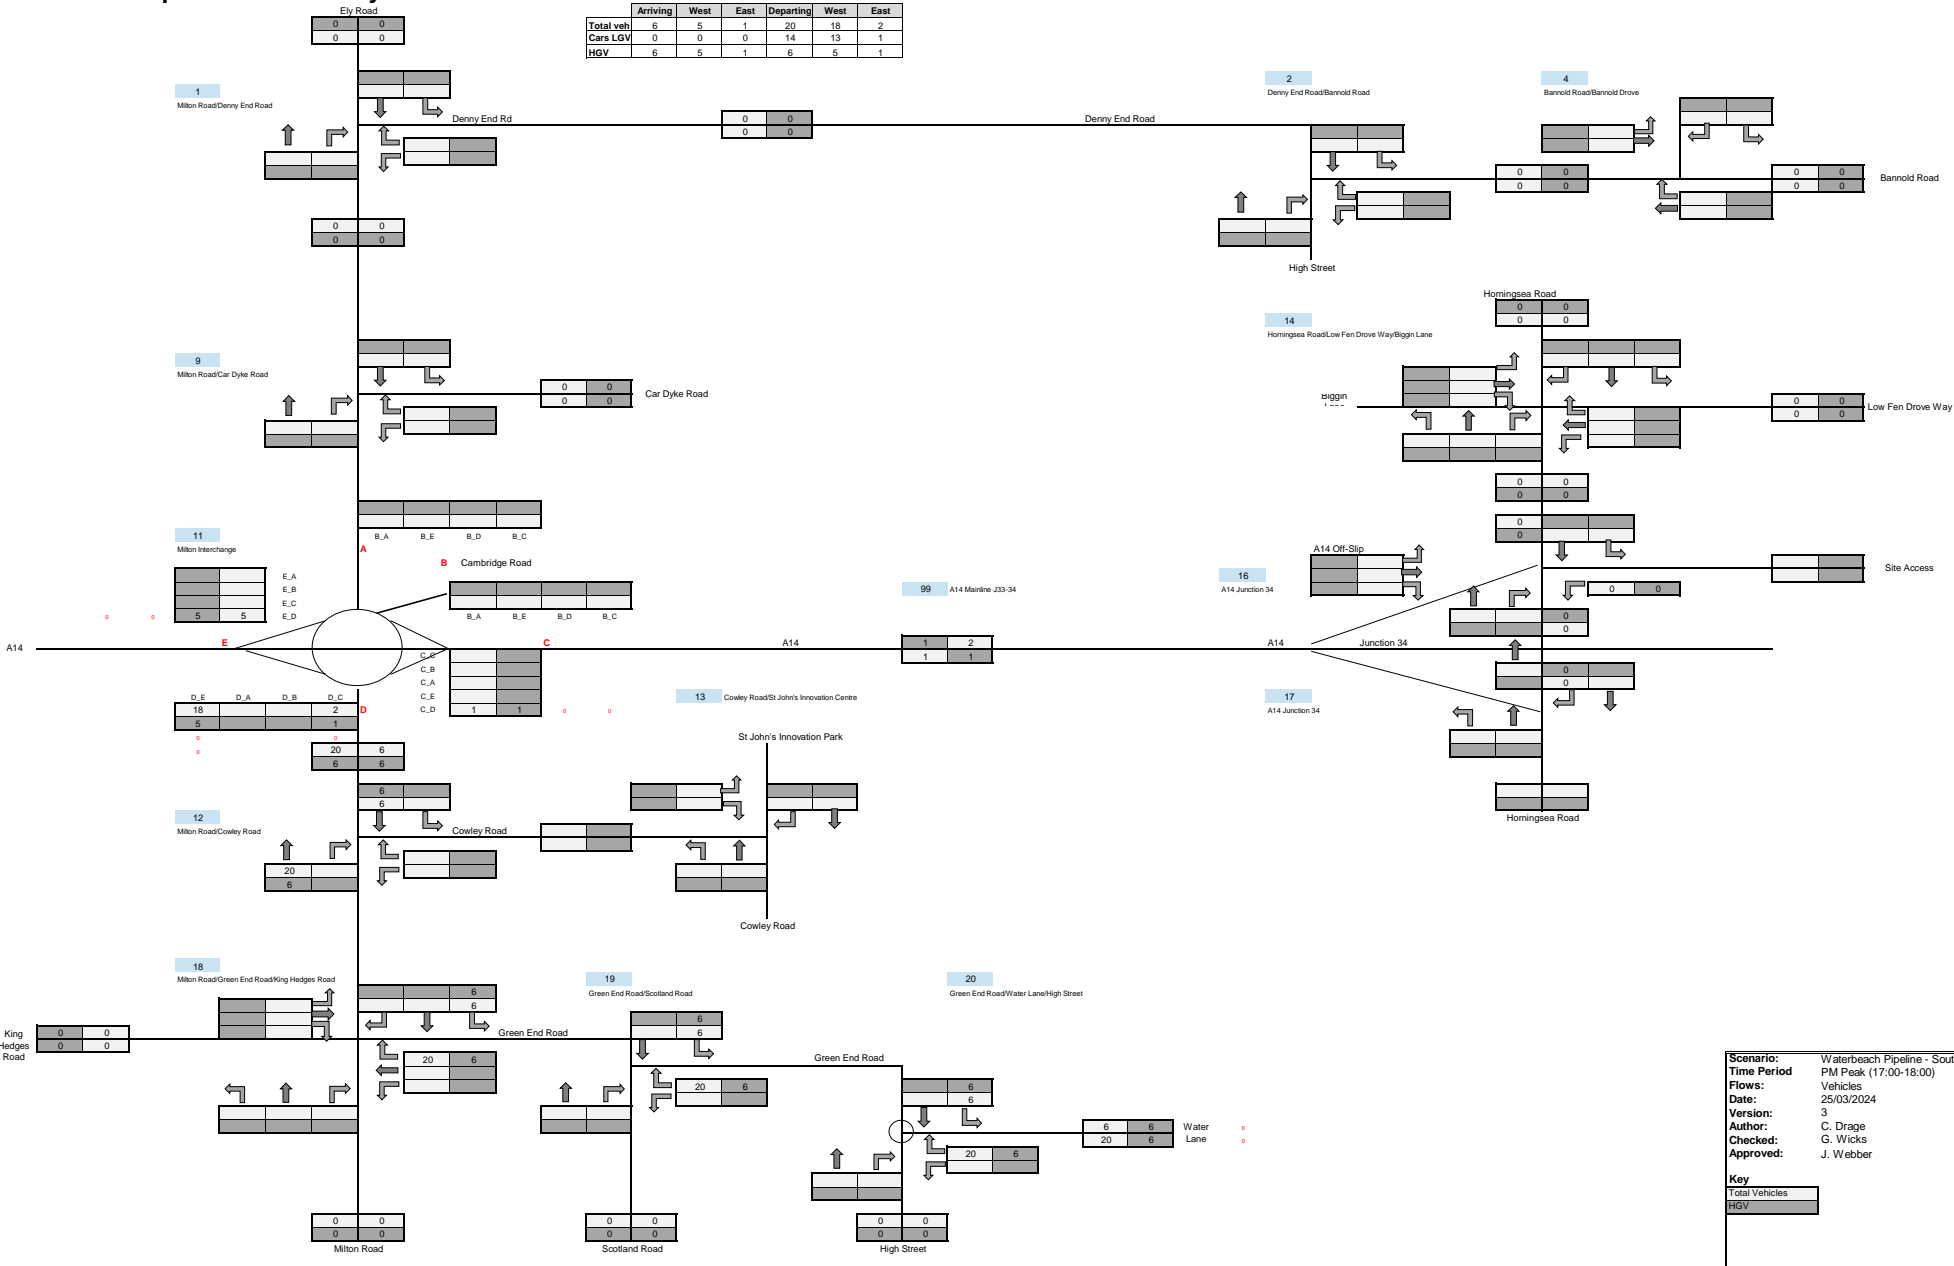 Ely Road
0 0
0 0
Arriving West East Departing West East
Total veh 6 5 1 20 18 2
Cars LGV 0 0 0 14 13 1
HGV 6 5 1 6 5 1
1
Milton Road/Denny End Road
2
Denny End Road/Bannold Road
4
Bannold Road/Bannold Drove
Denny End Rd
0 0
0 0
Denny End Road
0 0
0 0
0 0
0 0
Bannold Road
0 0
0 0
High Street
Horningsea Road
0 0
0 0
14
Horningsea Road/Low Fen Drove Way/Biggin Lane
9
Milton Road/Car Dyke Road
0 0
0 0
Car Dyke Road
Biggin
0 0
0 0
Low Fen Drove Way
0 0
0 0
11
Milton Interchange
B_A B_E B_D B_C
A
0
0
B Cambridge Road
A14 Off-Slip
E_A
E_B
E_C
5 5 E_D
0 0
B_A B_E B_D B_C
99 A14 Mainline J33-34
16
A14 Junction 34
Site Access
0 0
0
0
A14
E
C
A14
1 2
1 1
A14
Junction 34
C_C
C_B
C_A
C_E
C_D 1 1
0 0
0
0
D_E D_A D_B D_C
18 2
5 1
D
0 0
0
13 Cowley Road/St John's Innovation Centre
17
A14 Junction 34
20 6
6 6
St John's Innovation Park
6
6
12
Milton Road/Cowley Road
Cowley Road
20
6
Horningsea Road
Cowley Road
18
Milton Road/Green End Road/King Hedges Road
19
Green End Road/Scotland Road
20
Green End Road/Water Lane/High Street
6
6
King
Hedges
Road
0 0
0 0
Green End Road
6
6
20 6
Green End Road
20 6
6
6
6 6
20 6
Water
Lane
0
0
20 6
0 0
0 0
Milton Road
0 0
0 0
Scotland Road
0 0
0 0
High Street
Scenario: Waterbeach Pipeline - Sout
Time Period PM Peak (17:00-18:00)
Flows: Vehicles
Date: 25/03/2024
Version: 3
Author: C. Drage
Checked: G. Wicks
Approved: J. Webber
Key
Total Vehicles
HGV